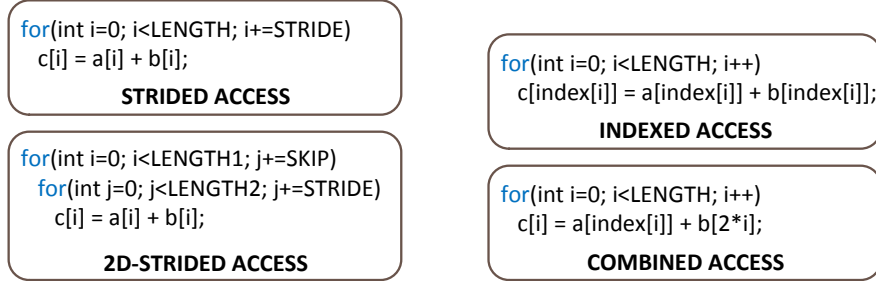 for(int i=0; i<LENGTH; i+=STRIDE)
c[i] = a[i] + b[i];
STRIDED ACCESS
for(int i=0; i<LENGTH1; j+=SKIP)
for(int j=0; j<LENGTH2; j+=STRIDE)
c[i] = a[i] + b[i];
2D-STRIDED ACCESS
for(int i=0; i<LENGTH; i++)
c[index[i]] = a[index[i]] + b[index[i]];
INDEXED ACCESS
for(int i=0; i<LENGTH; i++)
c[i] = a[index[i]] + b[2*i];
COMBINED ACCESS